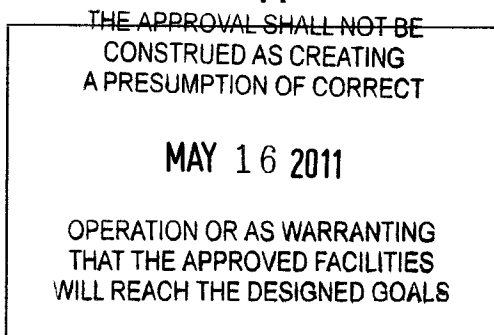 THE APPROVAL SHALL NOT BE
CONSTRUED AS CREATING
A PRESUMPTION OF CORRECT
MAY 16 2011
OPERATION OR AS WARRANTING
THAT THE APPROVED FACILITIES
WILL REACH THE DESIGNED GOALS